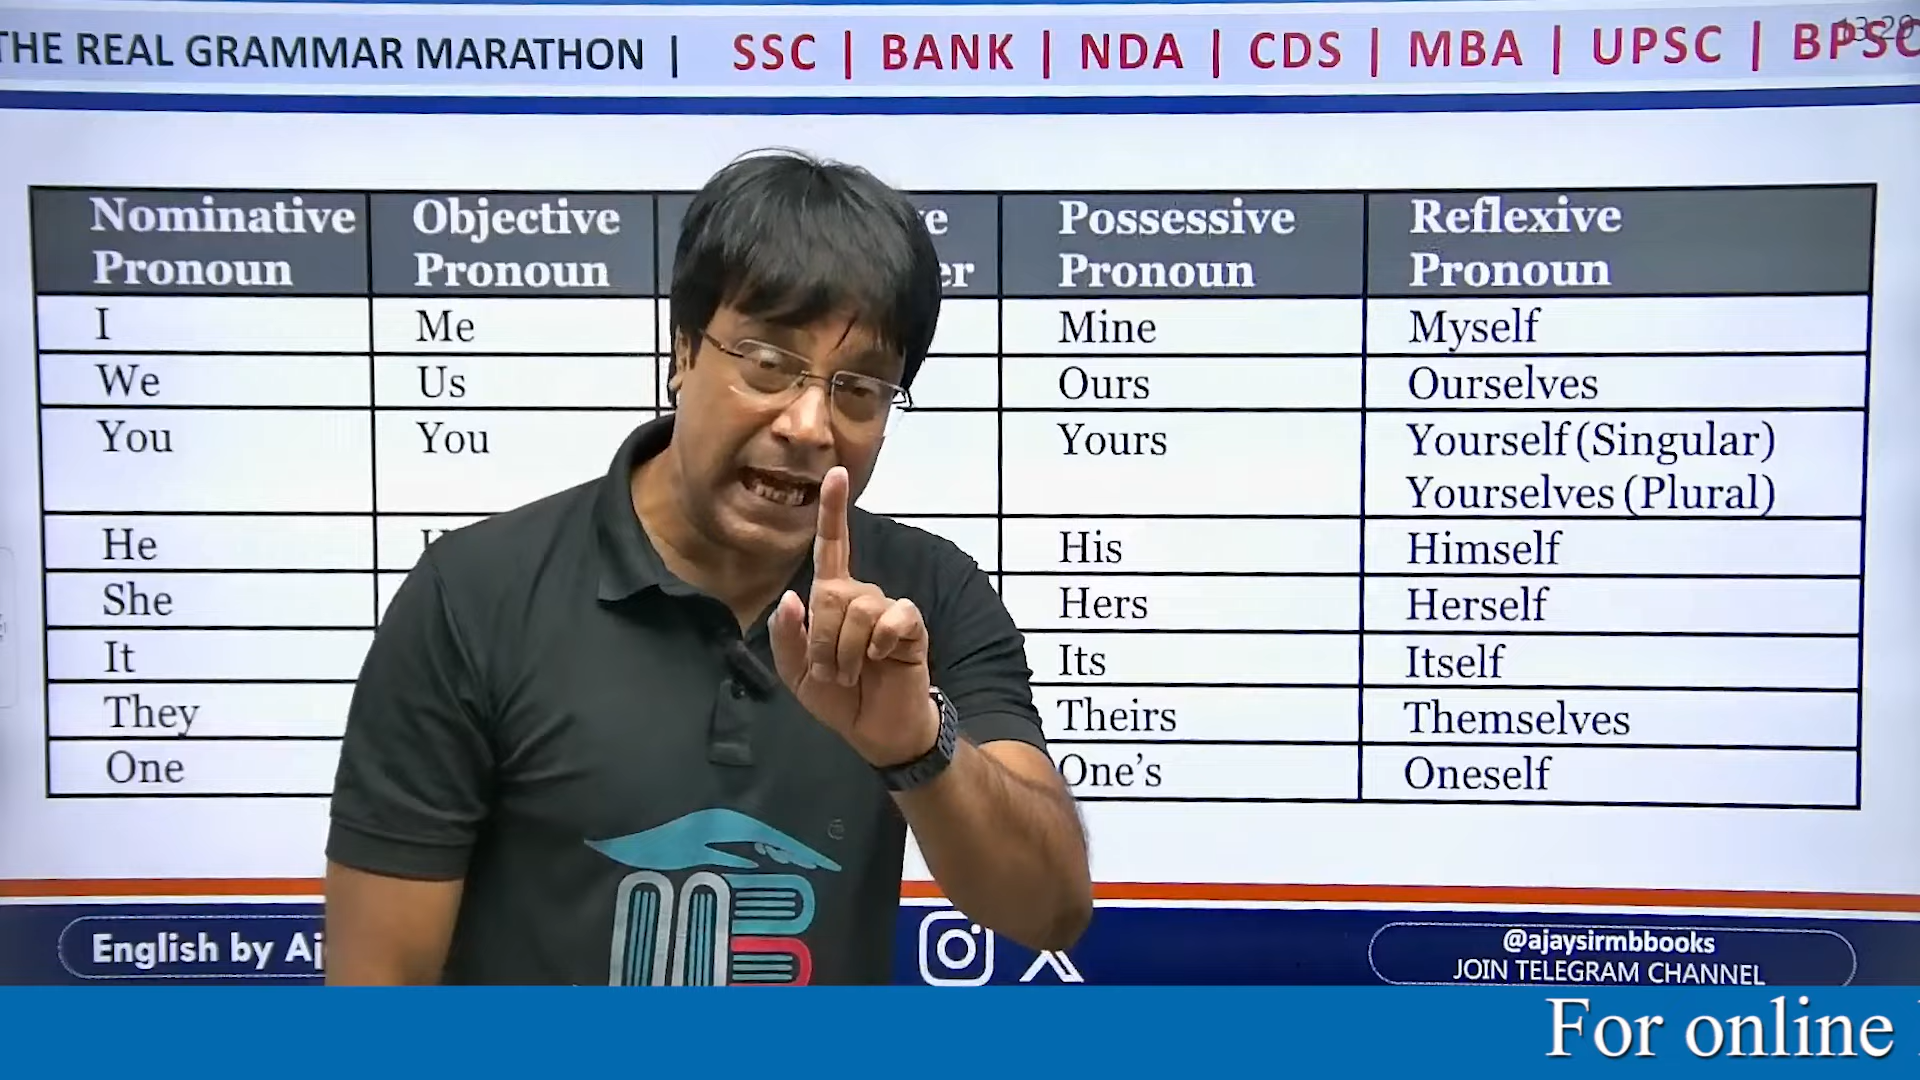 THE REAL GRAMMAR MARATHON | SSC | BANK | NDA | CDS | MBA | UPSC | BPSC
13:29
Nominative Pronoun Objective Pronoun Possessive Pronoun Reflexive Pronoun
I Me Mine Myself
We Us Ours Ourselves
You You Yours Yourself (Singular)
Yourselves (Plural)
He His Himself
She Hers Herself
It Its Itself
They Theirs Themselves
One One's Oneself
English by
@ajaysirmbbooks
JOIN TELEGRAM CHANNEL
For online